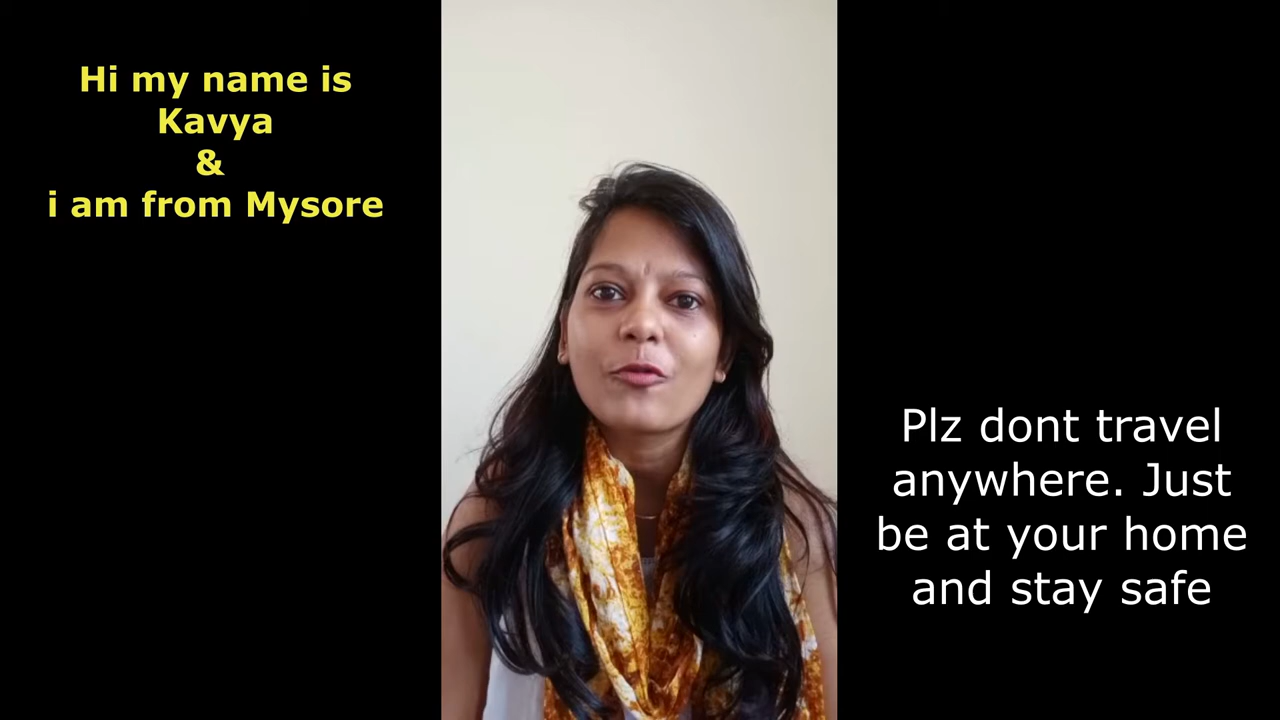 Hi my name is
Kavya
&
i am from Mysore
Plz dont travel
anywhere. Just
be at your home
and stay safe